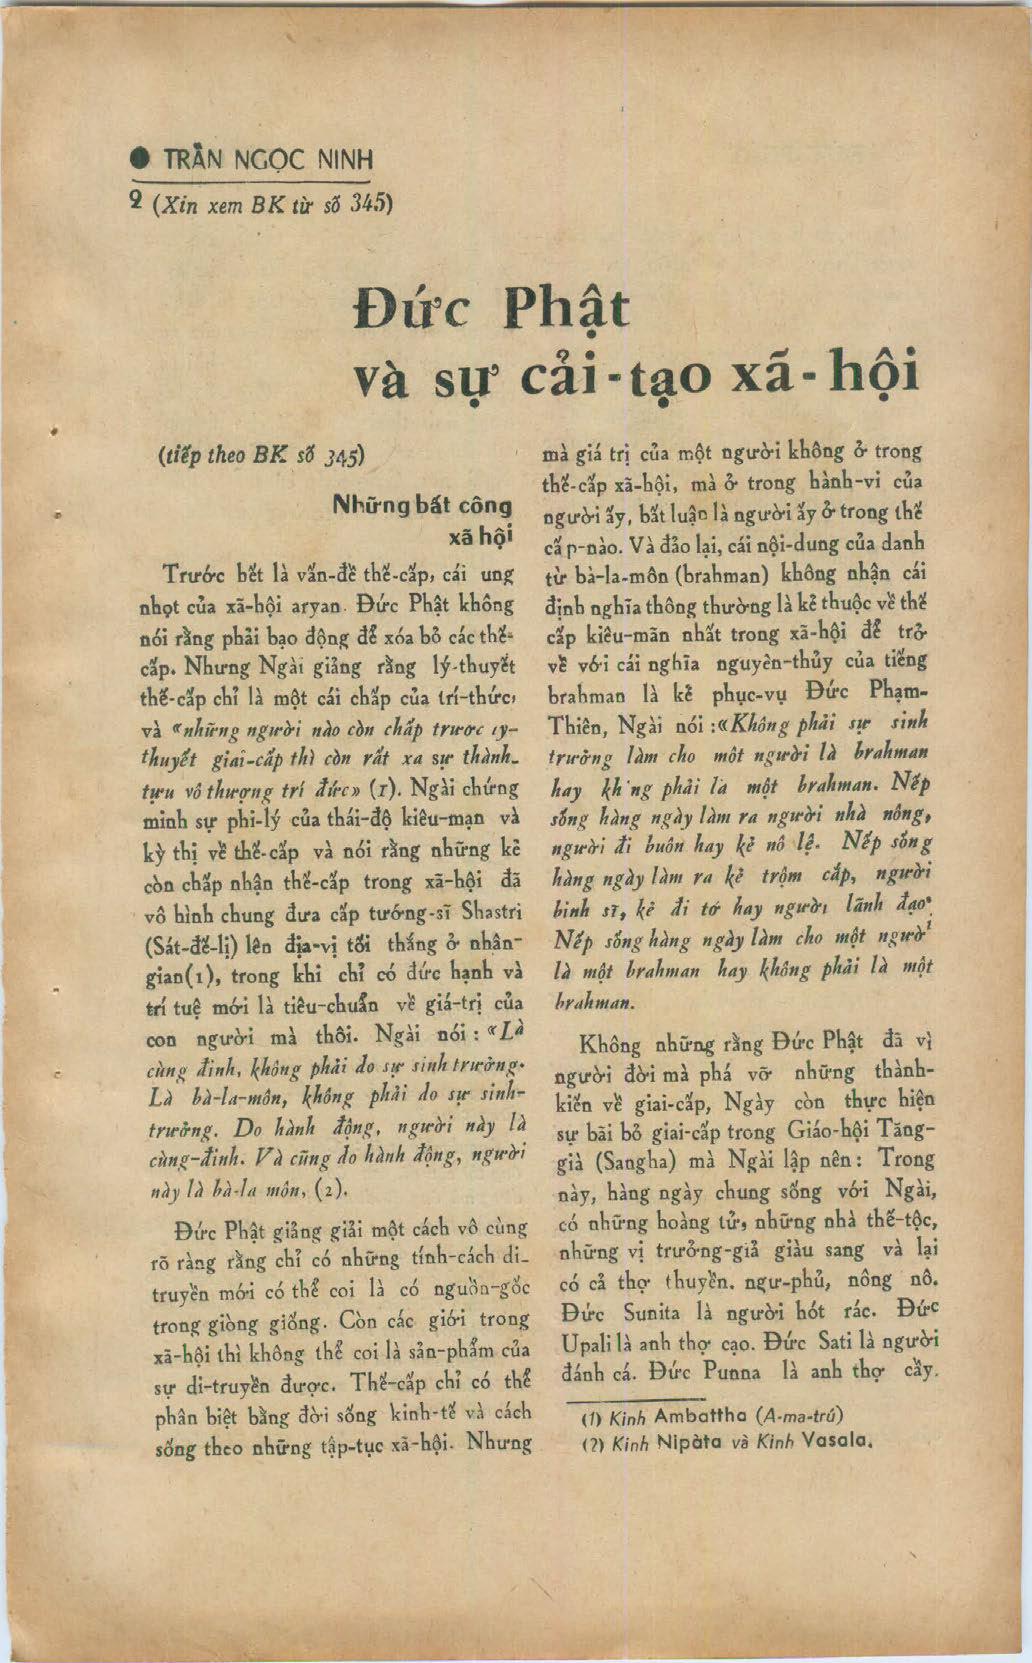 ● TRẦN NGỌC NINH
2 (Xin xem BK từ số 345)
Đức Phật
và sự cải-tạo xã-hội
(tiếp theo BK số 345)
Những bất công
xã hội
Trước hết là vấn-đề thế-cấp, cái ung
nhọt của xã-hội aryan. Đức Phật không
nói rằng phải bạo động để xóa bỏ các thế-
cấp. Nhưng Ngài giảng rằng lý-thuyết
thế-cấp chỉ là một cái chấp của trí-thức,
và «những người nào còn chấp trước lý-
thuyết giai-cấp thì còn rất xa sự thành-
tựu vô thượng trí đức» (1). Ngài chứng
minh sự phi-lý của thái-độ kiêu-mạn và
kỳ thị về thế-cấp và nói rằng những kẻ
còn chấp nhận thế-cấp trong xã-hội đã
vô hình chung đưa cấp tướng-sĩ Shastri
(Sát-đế-lị) lên địa-vị tối thắng ở nhân-
gian(1), trong khi chỉ có đức hạnh và
trí tuệ mới là tiêu-chuẩn về giá-trị của
con người mà thôi. Ngài nói : «Là
cùng đinh, không phải do sự sinh trưởng.
Là bà-la-môn, không phải do sự sinh-
trưởng. Do hành động, người này là
cùng-đinh. Và cũng do hành động, người
này là bà-la môn, (2).
Đức Phật giảng giải một cách vô cùng
rõ ràng rằng chỉ có những tính-cách di-
truyền mới có thể coi là có nguồn-gốc
trong giòng giống. Còn các giới trong
xã-hội thì không thể coi là sản-phẩm của
sự di-truyền được. Thế-cấp chỉ có thể
phân biệt bằng đời sống kinh-tế và cách
sống theo những tập-tục xã-hội. Nhưng
mà giá trị của một người không ở trong
thế-cấp xã-hội, mà ở trong hành-vi của
người ấy, bất luận là người ấy ở trong thế
cấp-nào. Và đảo lại, cái nội-dung của danh
từ bà-la-môn (brahman) không nhận cái
định nghĩa thông thường là kẻ thuộc về thế
cấp kiêu-mãn nhất trong xã-hội để trở
về với cái nghĩa nguyên-thủy của tiếng
brahman là kẻ phục-vụ Đức Phạm-
Thiên, Ngài nói :«Không phải sự sinh
trưởng làm cho môt người là brahman
hay kh ng phải là một brahman. Nếp
sống hàng ngày làm ra người nhà nông,
người đi buôn hay kẻ nô lệ. Nếp sống
hàng ngày làm ra kẻ trộm cắp, người
binh sĩ, kẻ đi tớ hay người lãnh đạo.
Nếp sống hàng ngày làm cho một người
là một brahman hay không phải là một
brahman.
Không những rằng Đức Phật đã vị
người đời mà phá vỡ những thành-
kiến về giai-cấp, Ngày còn thực hiện
sự bãi bỏ giai-cấp trong Giáo-hội Tăng-
già (Sangha) mà Ngài lập nên : Trong
này, hàng ngày chung sống với Ngài,
có những hoàng tử, những nhà thế-tộc,
những vị trưởng-giả giàu sang và lại
có cả thợ thuyền. ngư-phủ, nông nô.
Đức Sunita là người hót rác. Đức
Upali là anh thợ cạo. Đức Sati là người
đánh cá. Đức Punna là anh thợ cầy.
(1) Kinh Ambattha (A-ma-trú)
(2) Kinh Nipàta và Kinh Vasala.